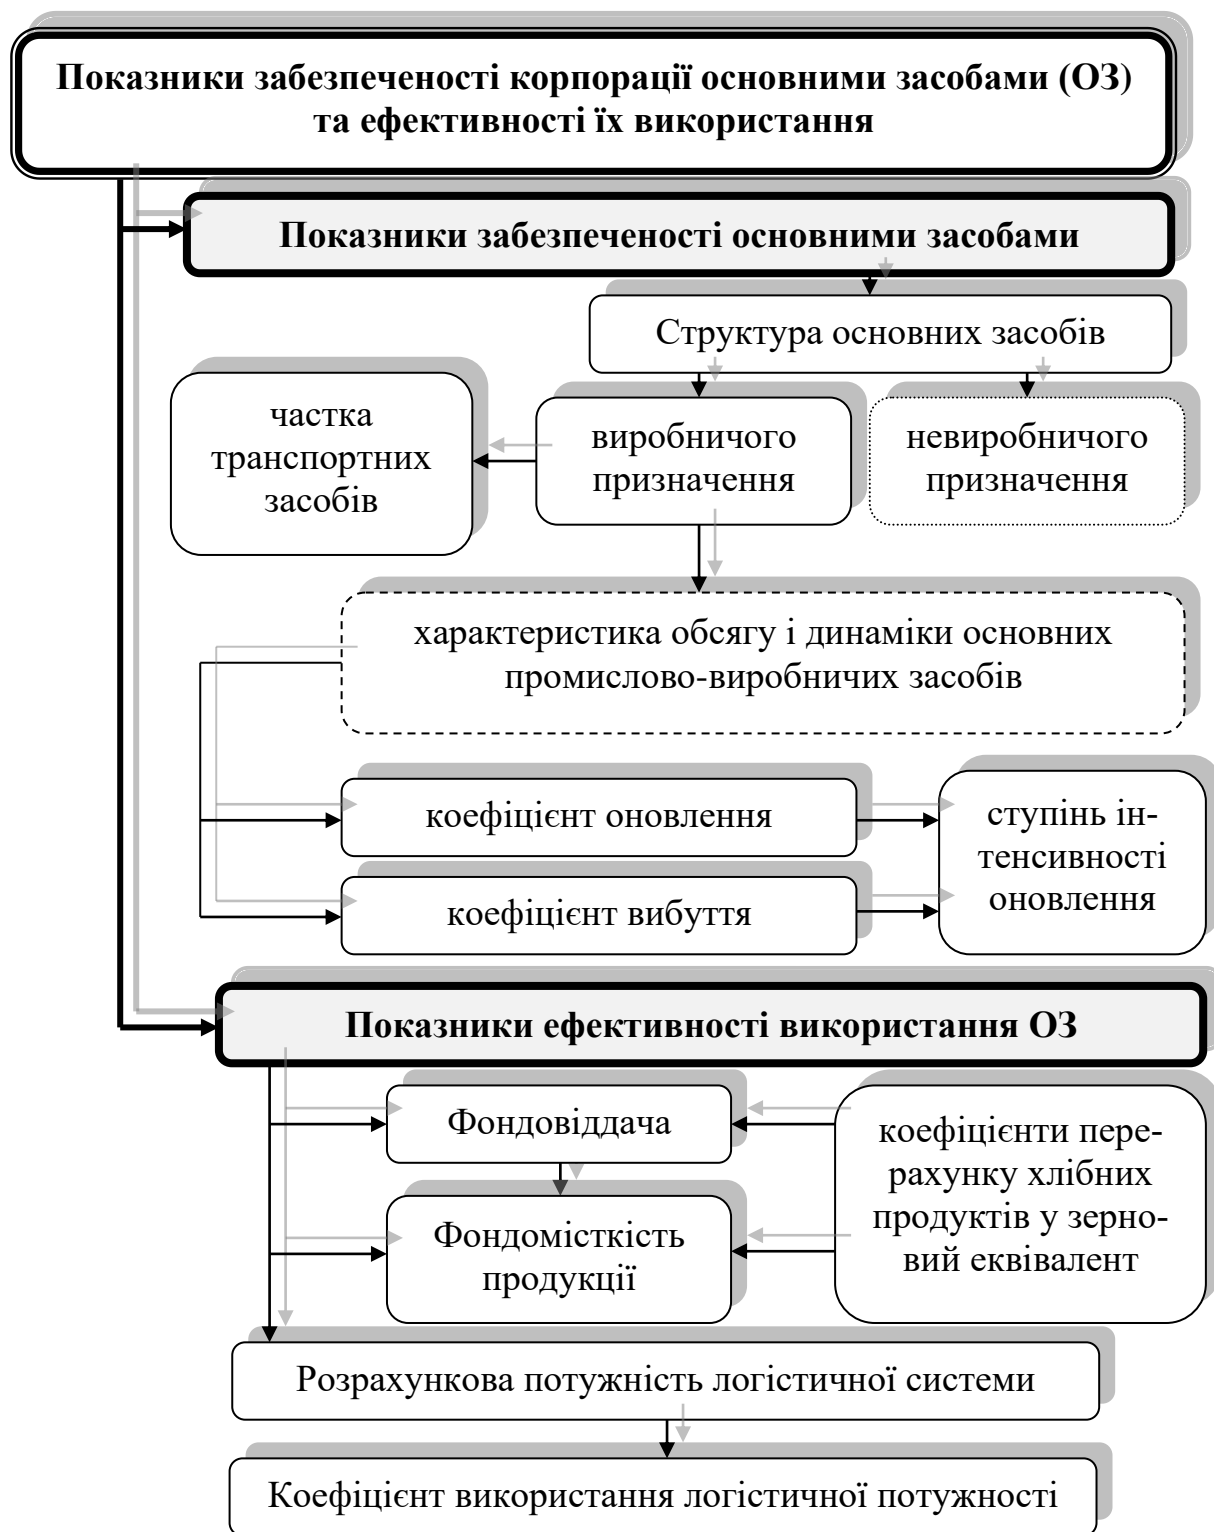 Показники забезпеченості корпорації основними засобами (ОЗ)
та ефективності їх використання
Показники забезпеченості основними засобами
Структура основних засобів
частка
транспортних
засобів
виробничого
призначення
невиробничого
призначення
характеристика обсягу і динаміки основних
промислово-виробничих засобів
коефіцієнт оновлення
коефіцієнт вибуття
ступінь ін-
тенсивності
оновлення
Показники ефективності використання ОЗ
Фондовіддача
Фондомісткість
продукції
коефіцієнти пере-
рахунку хлібних
продуктів у зерно-
вий еквівалент
Розрахункова потужність логістичної системи
Коефіцієнт використання логістичної потужності